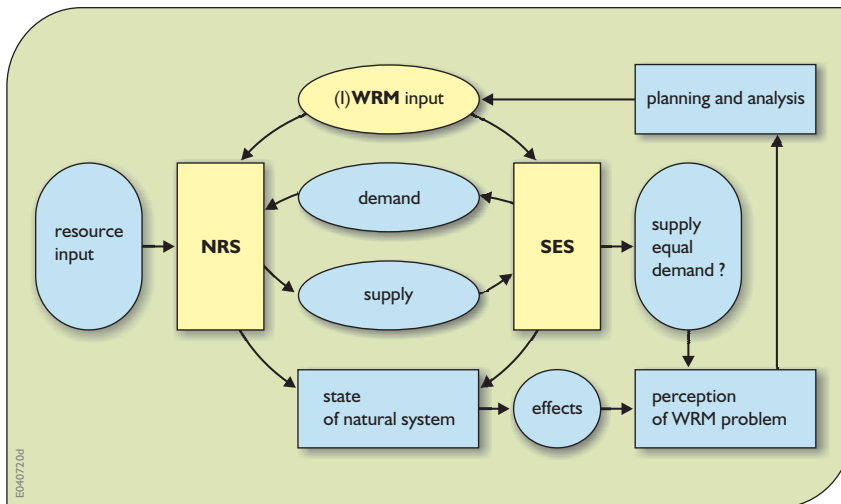 (I)WRM input
planning and analysis
resource
input
NRS
demand
supply
SES
supply
equal
demand ?
state
of natural system
effects
perception
of WRM problem
E040720d